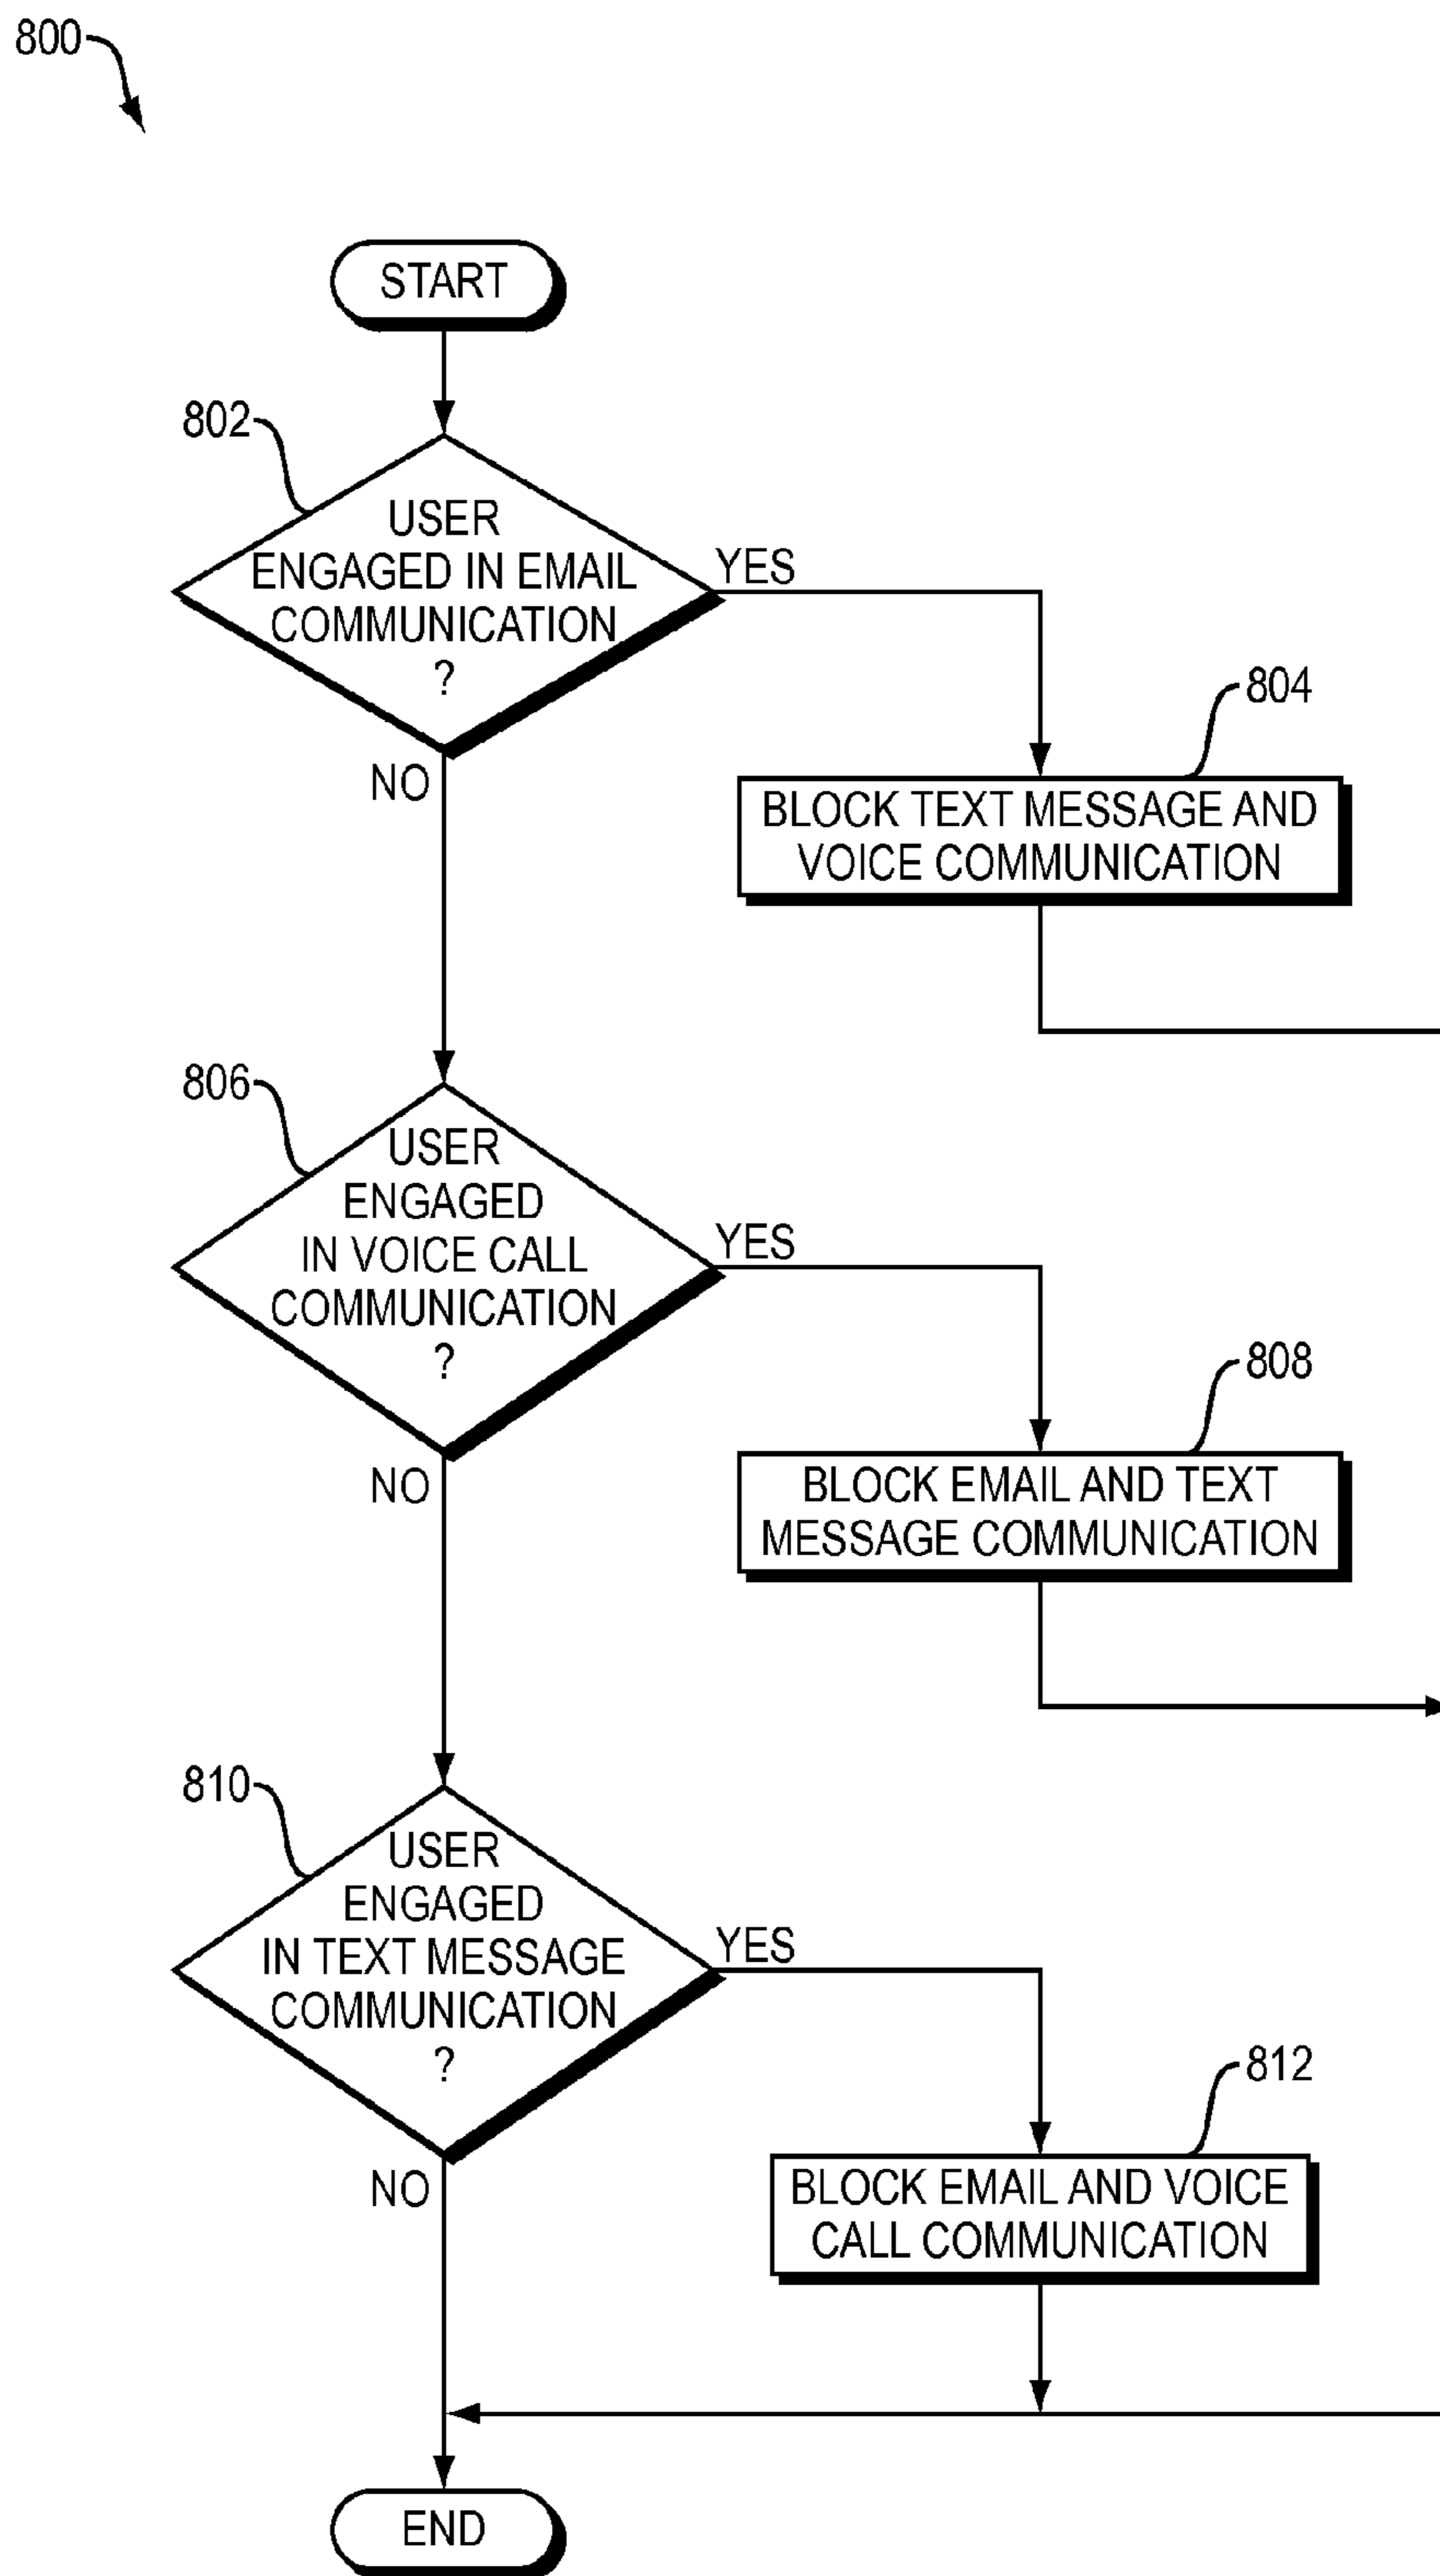 800
START
802
USER
ENGAGED IN EMAIL
COMMUNICATION
?
YES
NO
804
BLOCK TEXT MESSAGE AND
VOICE COMMUNICATION
806
USER
ENGAGED
IN VOICE CALL
COMMUNICATION
?
YES
NO
808
BLOCK EMAIL AND TEXT
MESSAGE COMMUNICATION
810
USER
ENGAGED
IN TEXT MESSAGE
COMMUNICATION
?
YES
NO
812
BLOCK EMAIL AND VOICE
CALL COMMUNICATION
END